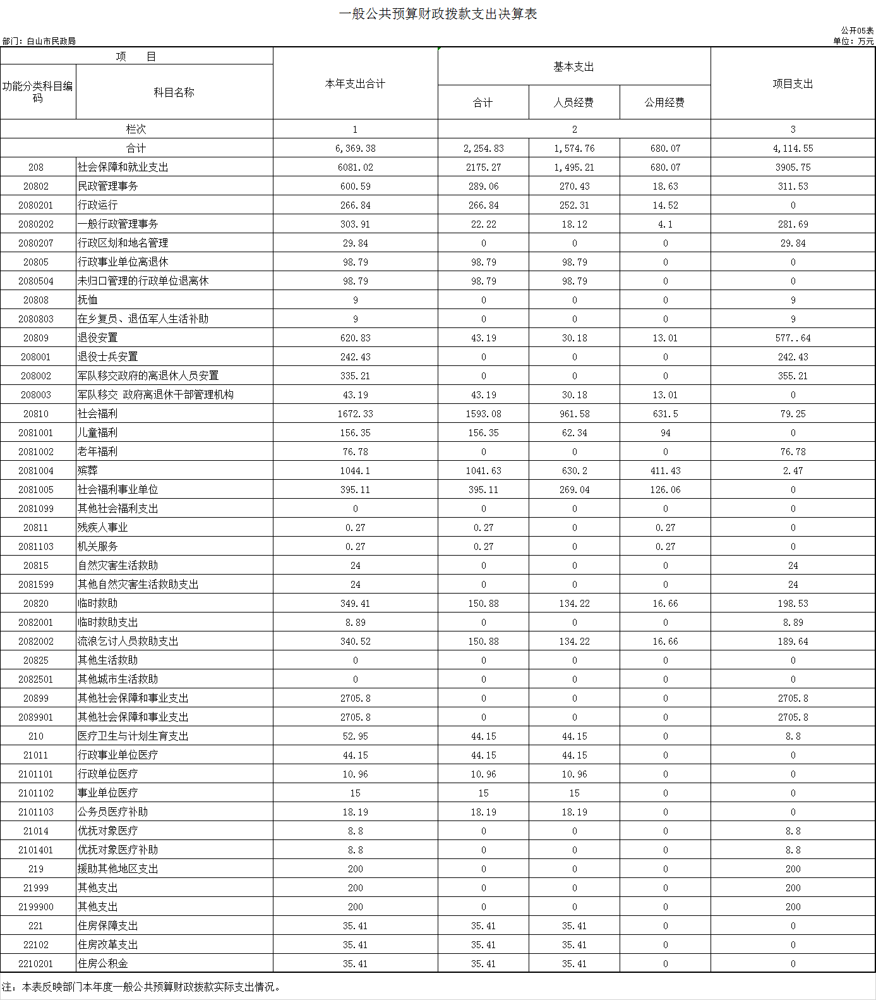 一般公共预算财政拨款支出决算表
公开05表
部门：白山市民政局 单位：万元
项 目 本年支出合计 基本支出 项目支出
功能分类科目编码 科目名称 合计 人员经费 公用经费
栏次 1 2 3
合计 6,369.38 2,254.83 1,574.76 680.07 4,114.55
208 社会保障和就业支出 6081.02 2175.27 1,495.21 680.07 3905.75
20802 民政管理事务 600.59 289.06 270.43 18.63 311.53
2080201 行政运行 266.84 266.84 252.31 14.52 0
2080202 一般行政管理事务 303.91 22.22 18.12 4.1 281.69
2080207 行政区划和地名管理 29.84 0 0 0 29.84
20805 行政事业单位离退休 98.79 98.79 98.79 0 0
2080504 未归口管理的行政单位退离休 98.79 98.79 98.79 0 0
20808 抚恤 9 0 0 0 9
2080803 在乡复员、退伍军人生活补助 9 0 0 0 9
20809 退役安置 620.83 43.19 30.18 13.01 577..64
208001 退役士兵安置 242.43 0 0 0 242.43
208002 军队移交政府的离退休人员安置 335.21 0 0 0 355.21
208003 军队移交 政府离退休干部管理机构 43.19 43.19 30.18 13.01 0
20810 社会福利 1672.33 1593.08 961.58 631.5 79.25
2081001 儿童福利 156.35 156.35 62.34 94 0
2081002 老年福利 76.78 0 0 0 76.78
2081004 殡葬 1044.1 1041.63 630.2 411.43 2.47
2081005 社会福利事业单位 395.11 395.11 269.04 126.06 0
2081099 其他社会福利支出 0 0 0 0 0
20811 残疾人事业 0.27 0.27 0 0.27 0
2081103 机关服务 0.27 0.27 0 0.27 0
20815 自然灾害生活救助 24 0 0 0 24
2081599 其他自然灾害生活救助支出 24 0 0 0 24
20820 临时救助 349.41 150.88 134.22 16.66 198.53
2082001 临时救助支出 8.89 0 0 0 8.89
2082002 流浪乞讨人员救助支出 340.52 150.88 134.22 16.66 189.64
20825 其他生活救助 0 0 0 0 0
2082501 其他城市生活救助 0 0 0 0 0
20899 其他社会保障和事业支出 2705.8 0 0 0 2705.8
2089901 其他社会保障和事业支出 2705.8 0 0 0 2705.8
210 医疗卫生与计划生育支出 52.95 44.15 44.15 0 8.8
21011 行政事业单位医疗 44.15 44.15 44.15 0 0
2101101 行政单位医疗 10.96 10.96 10.96 0 0
2101102 事业单位医疗 15 15 15 0 0
2101103 公务员医疗补助 18.19 18.19 18.19 0 0
21014 优抚对象医疗 8.8 0 0 0 8.8
2101401 优抚对象医疗补助 8.8 0 0 0 8.8
219 援助其他地区支出 200 0 0 0 200
21999 其他支出 200 0 0 0 200
2199900 其他支出 200 0 0 0 200
221 住房保障支出 35.41 35.41 35.41 0 0
22102 住房改革支出 35.41 35.41 35.41 0 0
2210201 住房公积金 35.41 35.41 35.41 0 0
注：本表反映部门本年度一般公共预算财政拨款实际支出情况。